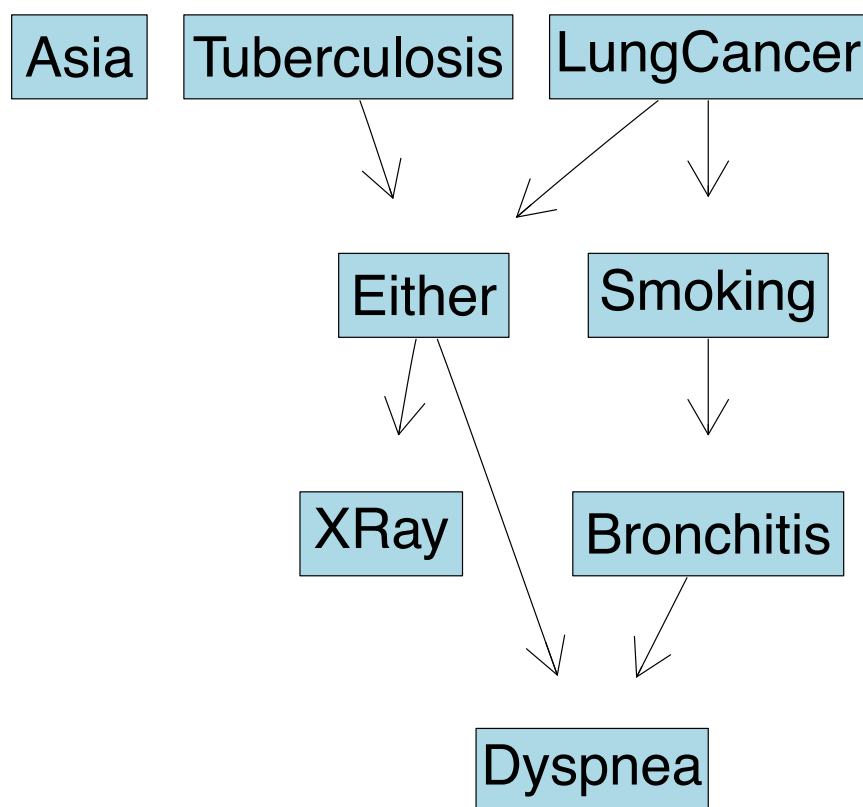 Asia
Tuberculosis
LungCancer
Either
Smoking
XRay
Bronchitis
Dyspnea